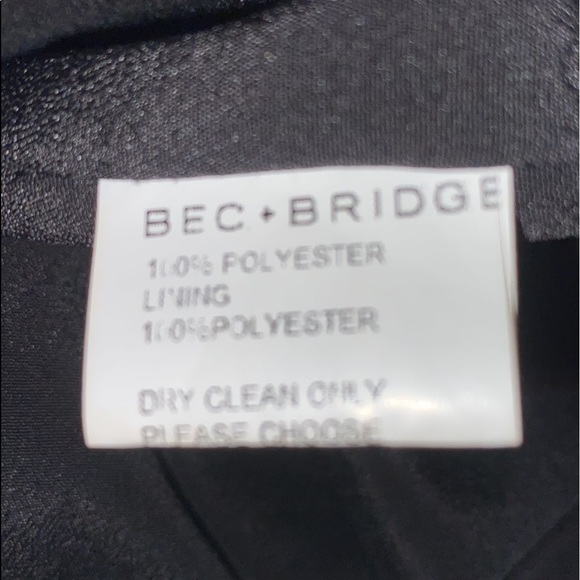 BEC + BRIDGE
100% POLYESTER
LINING
100%POLYESTER
DRY CLEAN ONLY
PLEASE CHOOSE